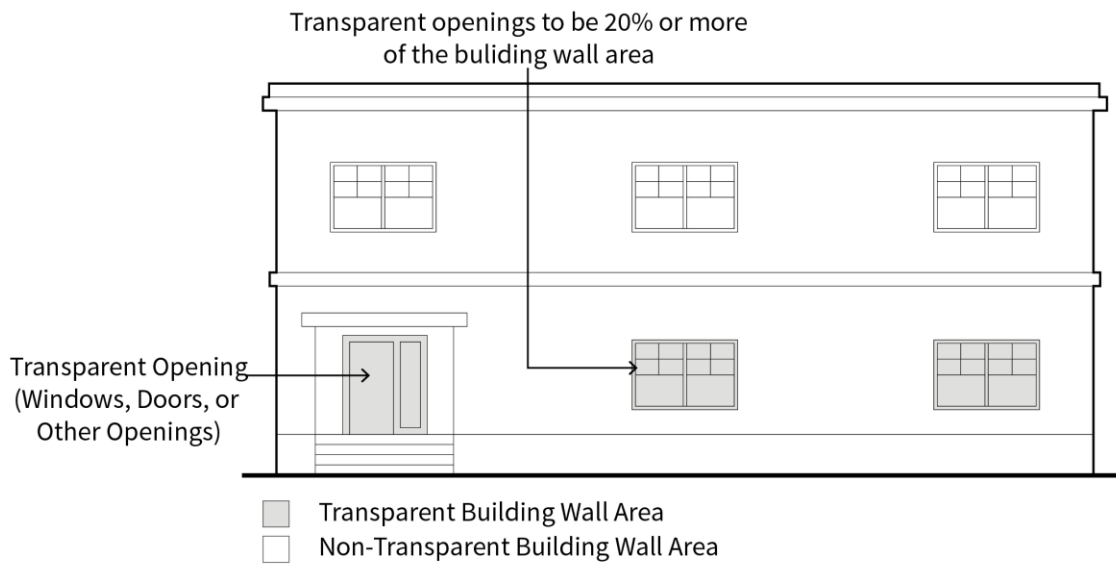 Transparent openings to be 20% or more
of the buliding wall area
Transparent Opening
(Windows, Doors, or
Other Openings)
Transparent Building Wall Area
Non-Transparent Building Wall Area